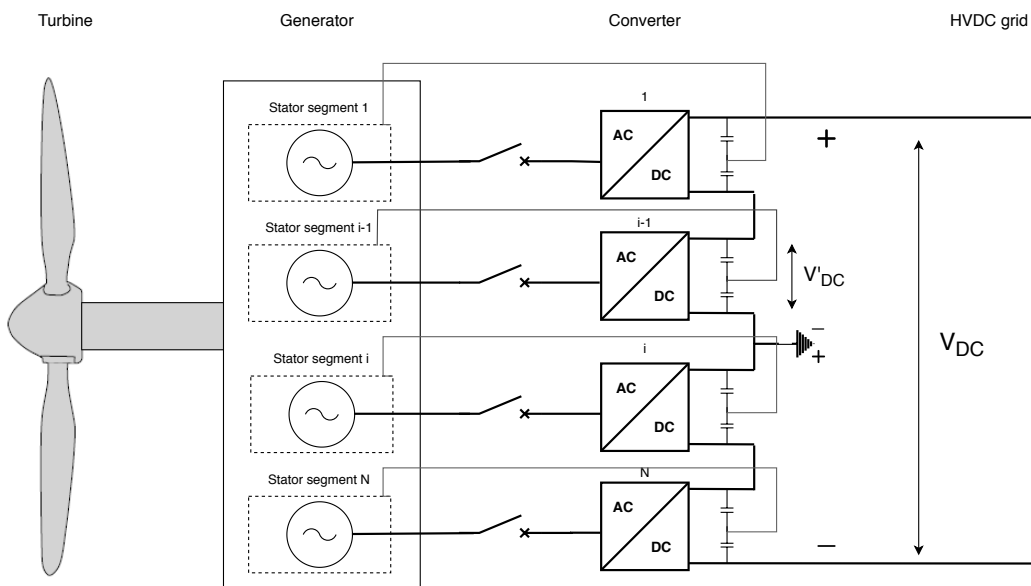 Turbine
Generator
Converter
HVDC grid
Stator segment 1
1
AC
DC
+
Stator segment i-1
i-1
AC
DC
V'DC
Stator segment i
i
AC
DC
−
+
VDC
Stator segment N
N
AC
DC
−